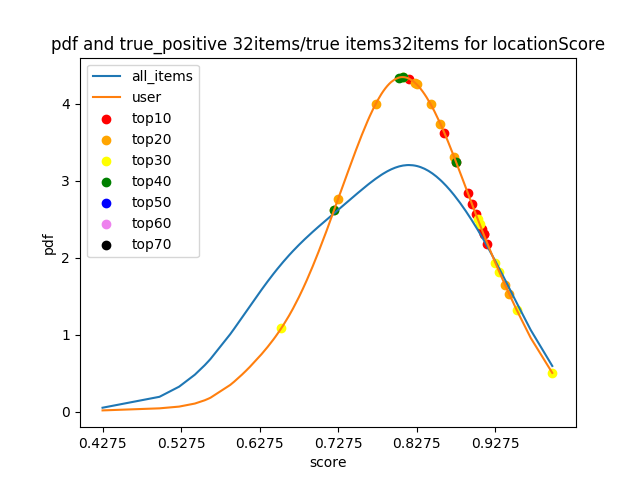 pdf and true_positive 32items/true items32items for locationScore
all_items
user
top10
top20
top30
top40
top50
top60
top70
pdf
4
3
2
1
0
0.4275 0.5275 0.6275 0.7275 0.8275 0.9275
score